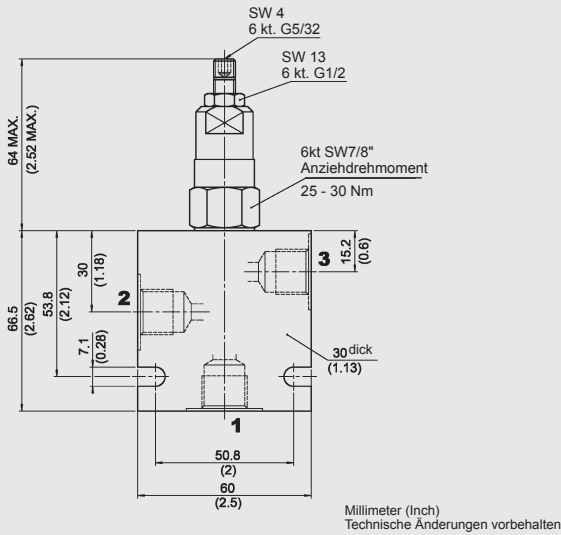 SW 4
6 kt. G5/32
SW 13
6 kt. G1/2
64 MAX.
(2.52 MAX.)
6kt SW7/8"
Anziehdrehmoment
25 - 30 Nm
66.5
(2.62)
53.8
(2.12)
30
(1.18)
7.1
(0.28)
15.2
(0.6)
3
2
30 dick
(1.13)
1
50.8
(2)
60
(2.5)
Millimeter (Inch)
Technische Änderungen vorbehalten